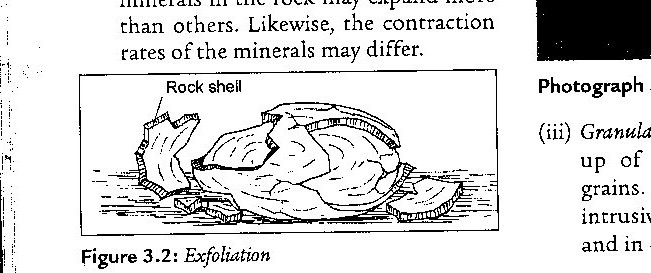 minerals in the rock may expand more
than others. Likewise, the contraction
rates of the minerals may differ.
Rock shell
Figure 3.2: Exfoliation
Photograph
(iii) Granula
up of
grains.
intrusiv
and in